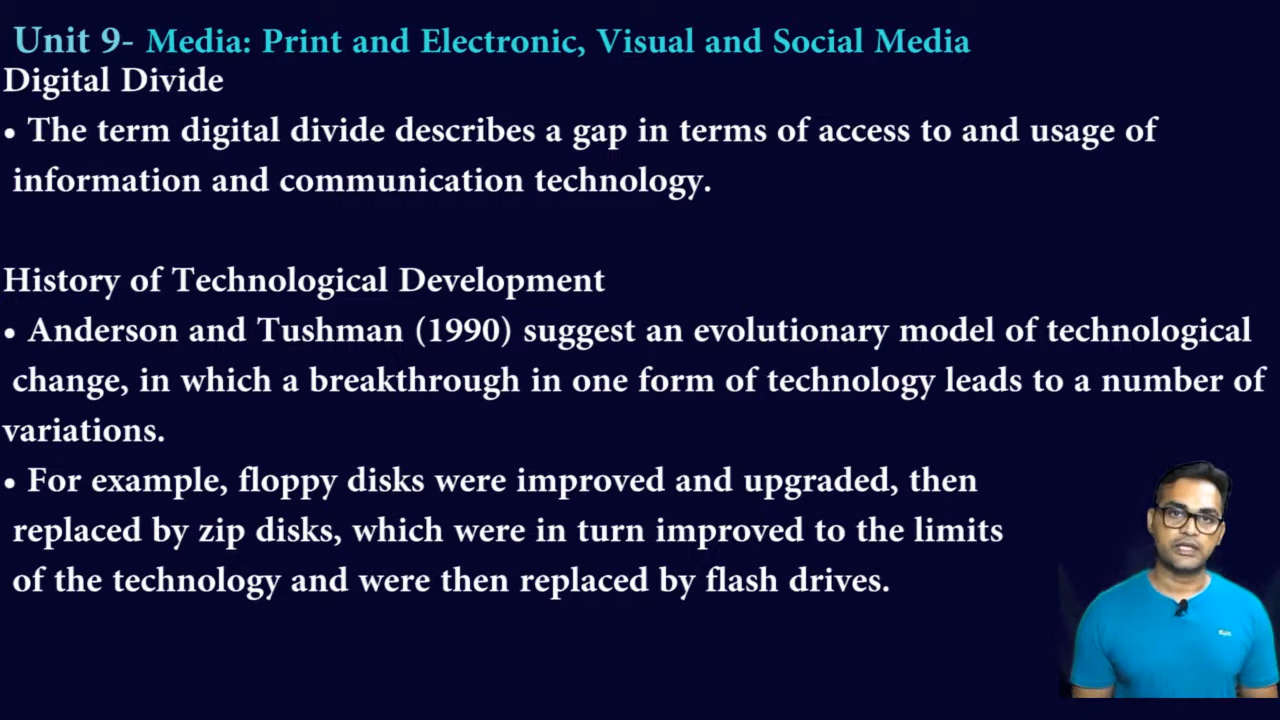 Unit 9- Media: Print and Electronic, Visual and Social Media
Digital Divide
• The term digital divide describes a gap in terms of access to and usage of
information and communication technology.
History of Technological Development
• Anderson and Tushman (1990) suggest an evolutionary model of technological
change, in which a breakthrough in one form of technology leads to a number of
variations.
• For example, floppy disks were improved and upgraded, then
replaced by zip disks, which were in turn improved to the limits
of the technology and were then replaced by flash drives.